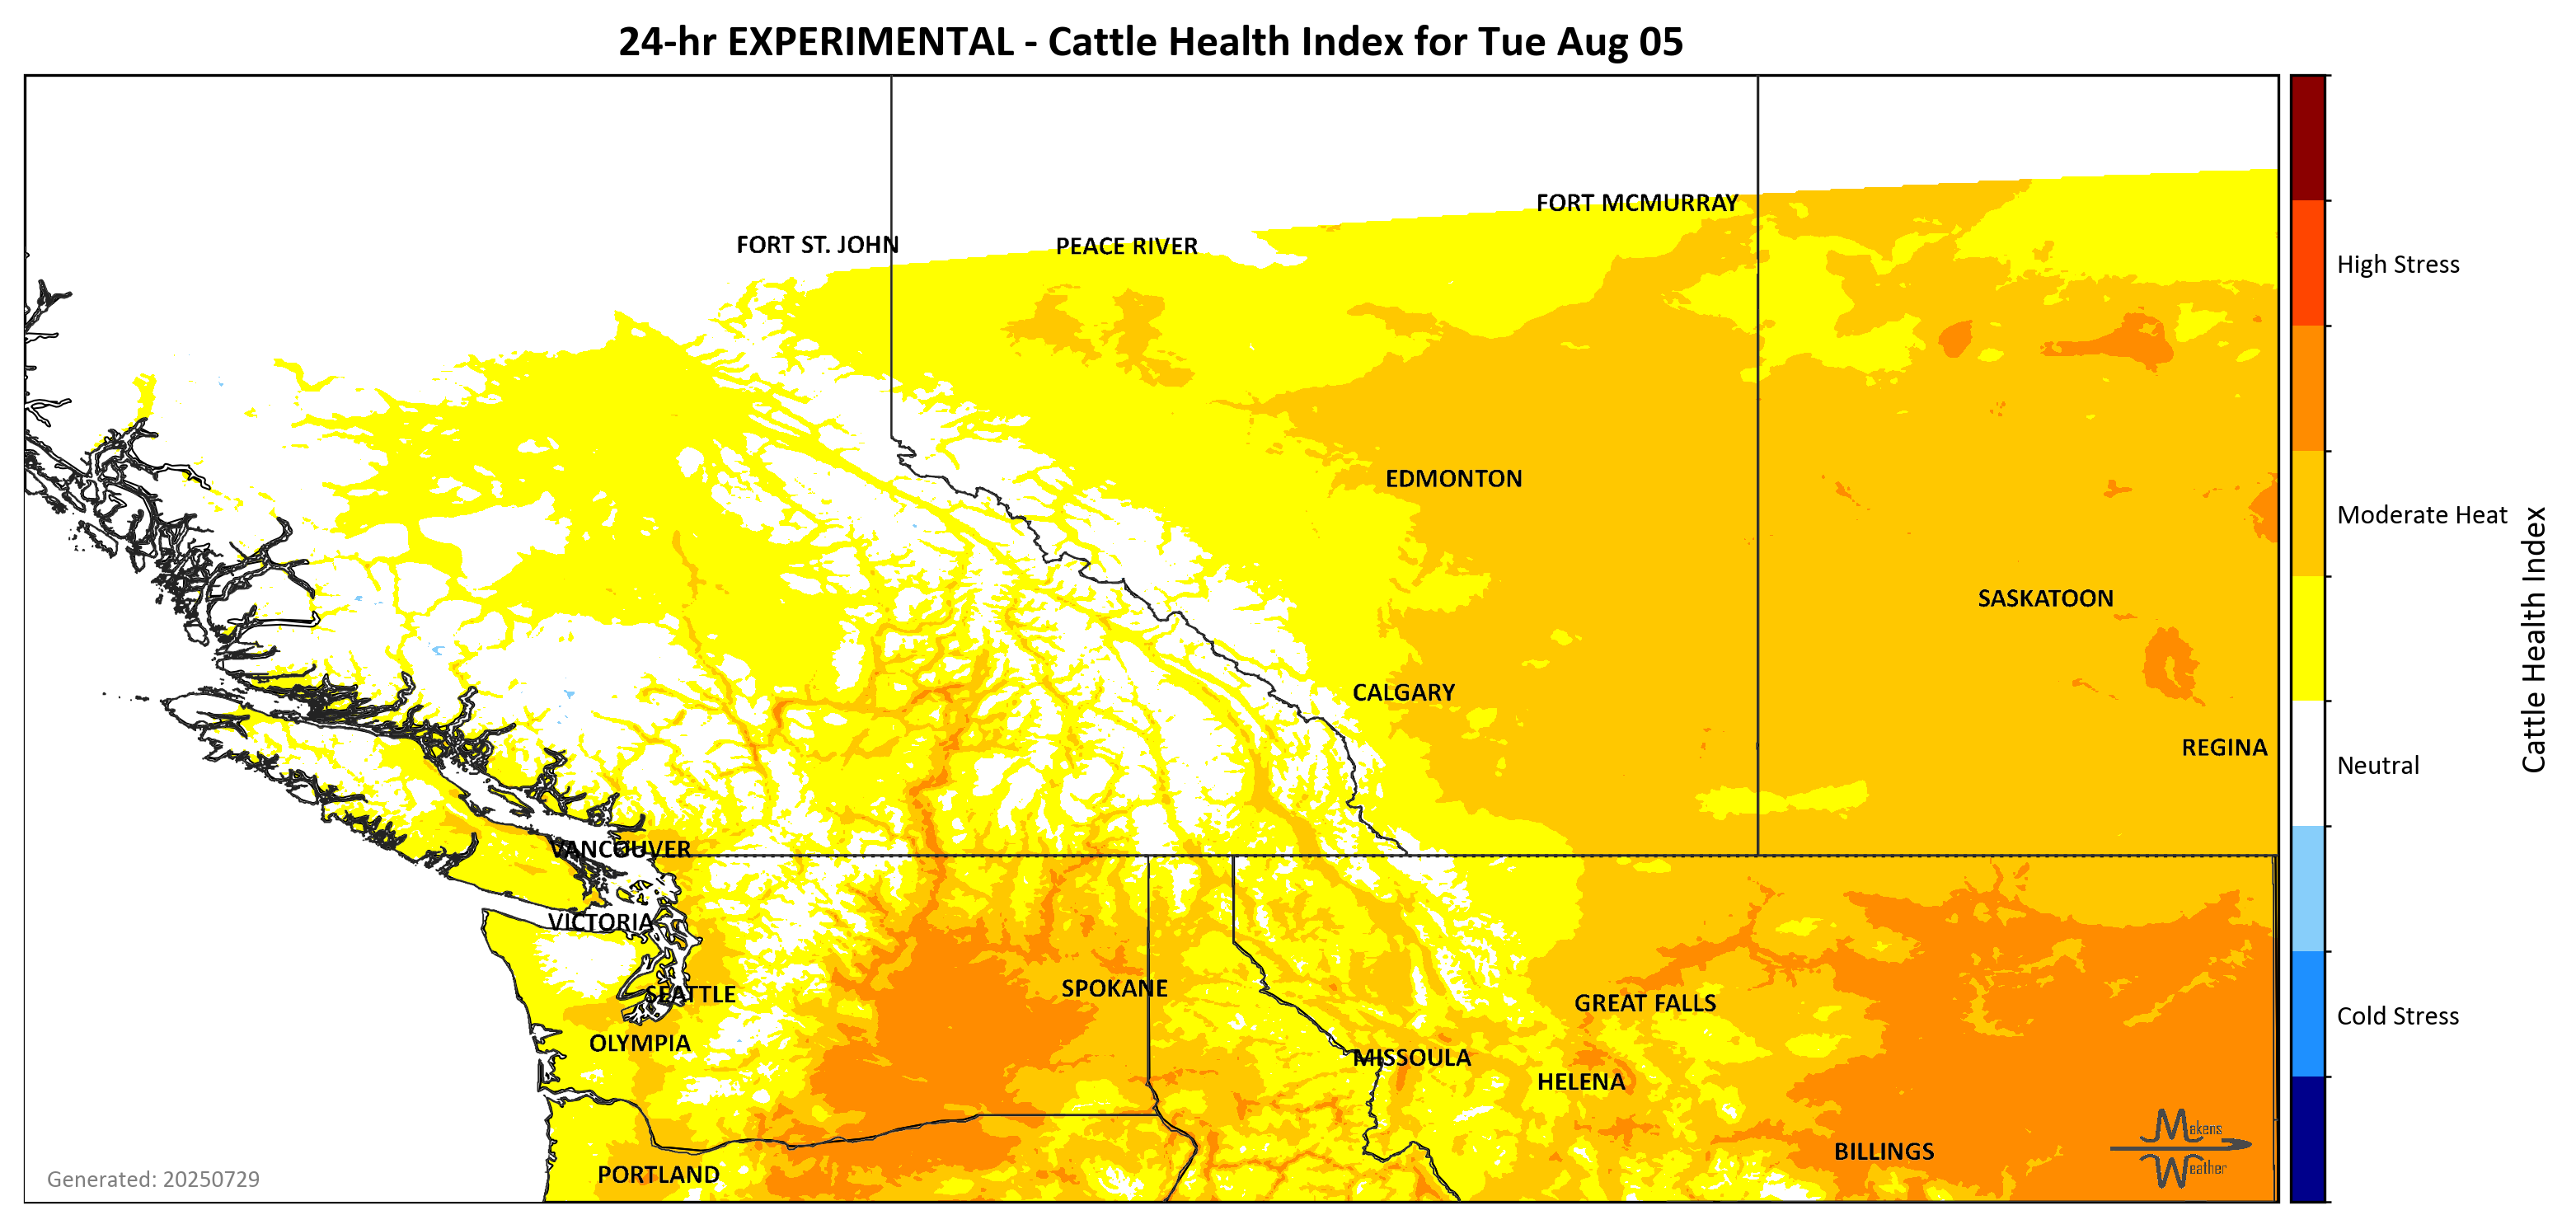 24-hr EXPERIMENTAL - Cattle Health Index for Tue Aug 05
FORT MCMURRAY
FORT ST. JOHN
PEACE RIVER
High Stress
EDMONTON
Moderate Heat
SASKATOON
CALGARY
REGINA
Neutral
Cattle Health Index
VANCOUVER
VICTORIA
SEATTLE
SPOKANE
GREAT FALLS
Cold Stress
OLYMPIA
MISSOULA
HELENA
Makens
Weather
BILLINGS
PORTLAND
Generated: 20250729